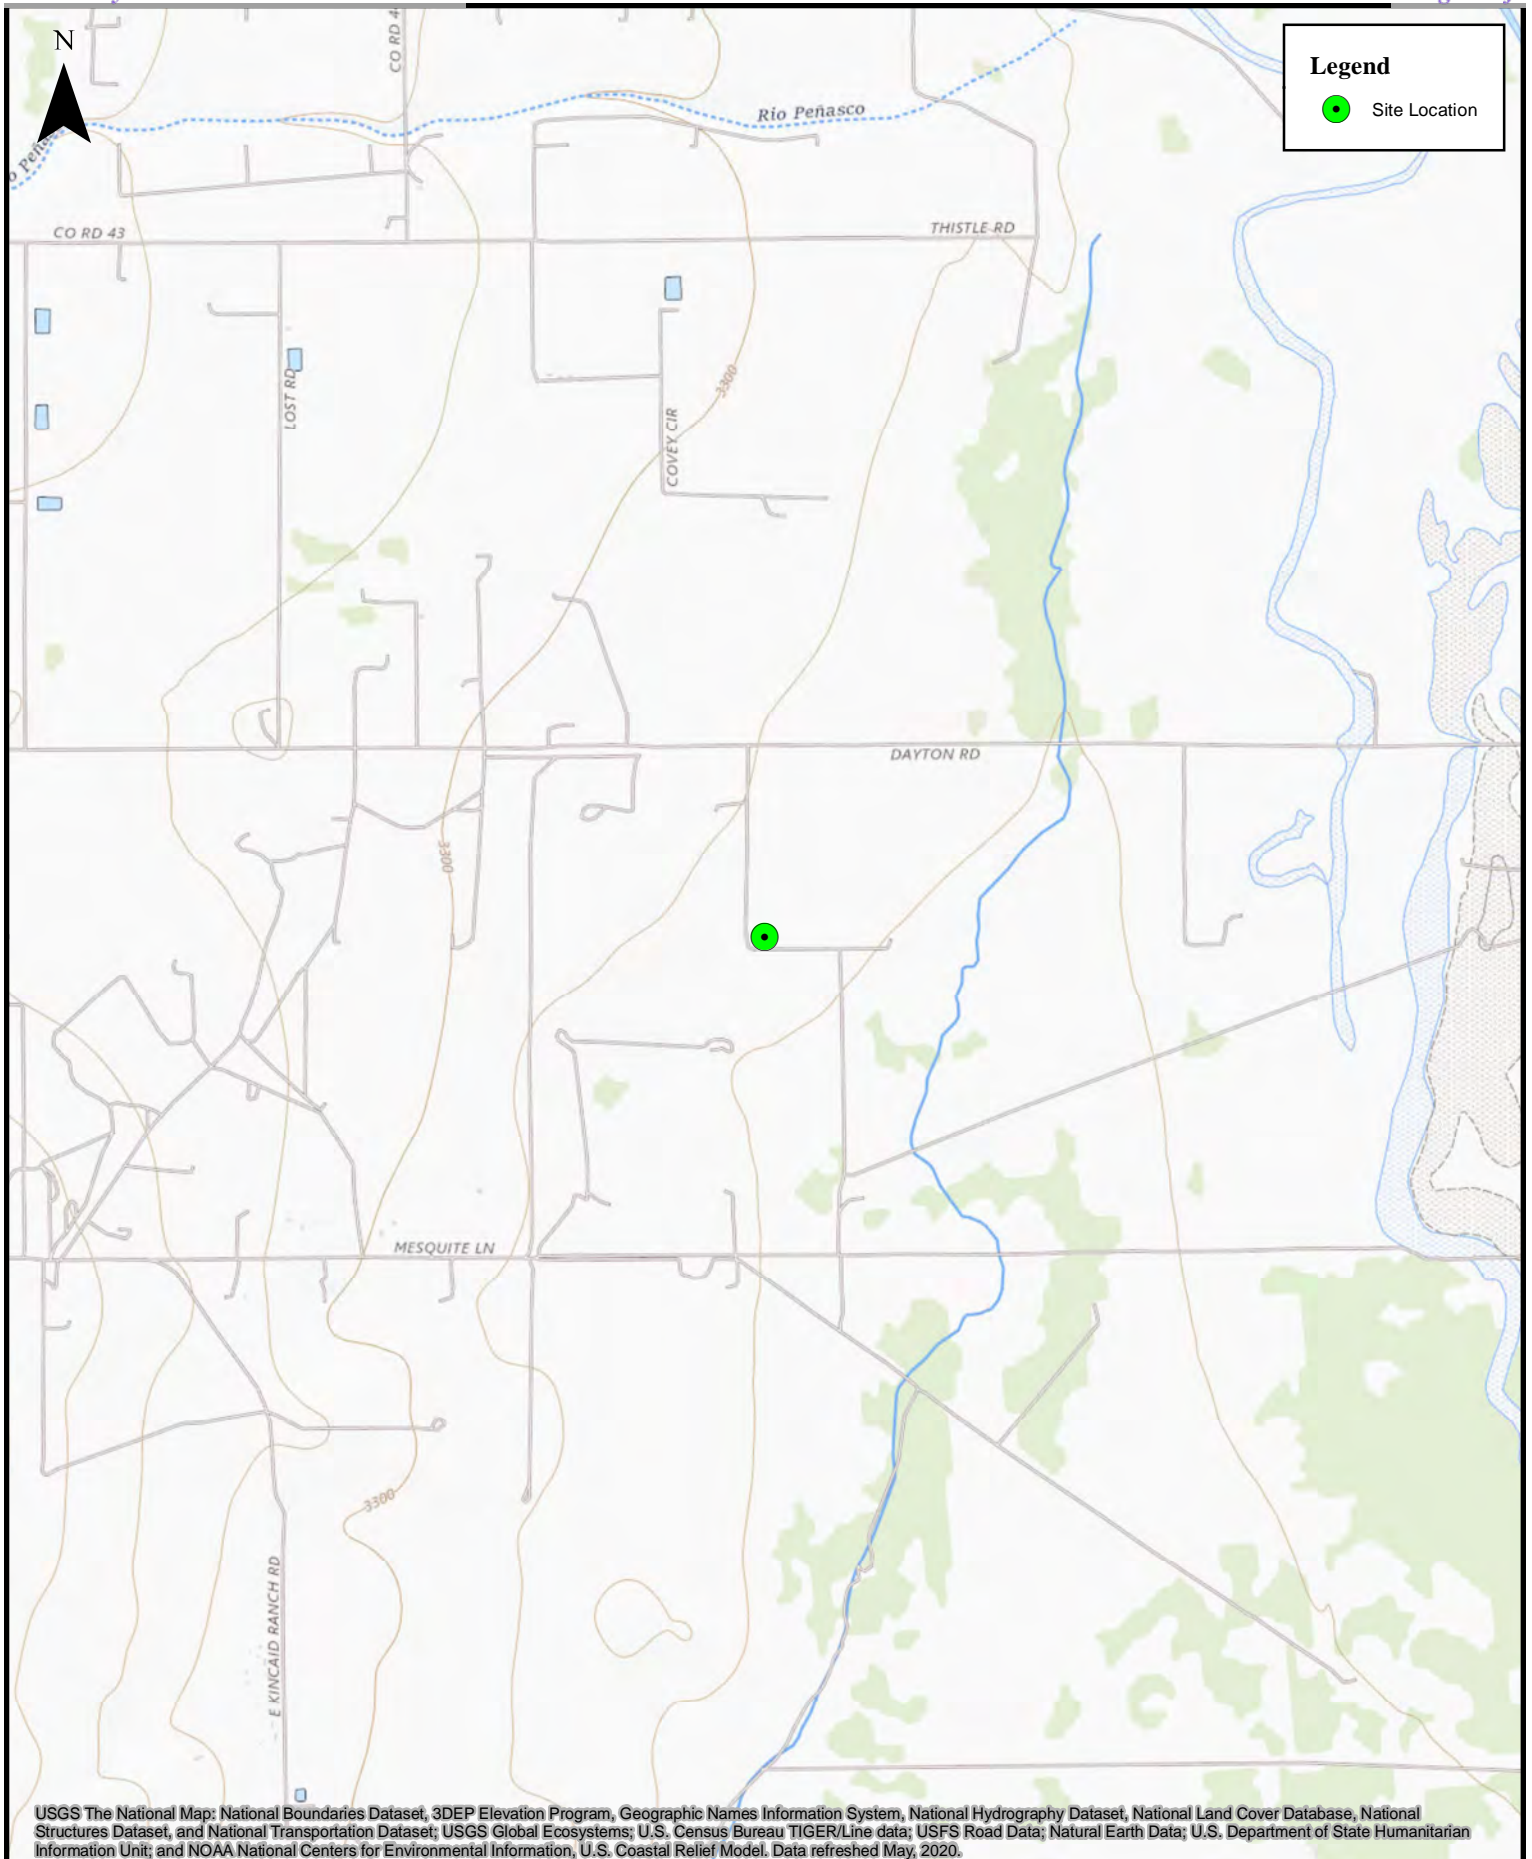 N
CO RD 4
Legend
Site Location
Rio Peñasco
o Peña
CO RD 43
THISTLE RD
LOST RD
3300
COVEY CIR
DAYTON RD
3300
MESQUITE LN
3300
E KINCAID RANCH RD
USGS The National Map: National Boundaries Dataset, 3DEP Elevation Program, Geographic Names Information System, National Hydrography Dataset, National Land Cover Database, National
Structures Dataset, and National Transportation Dataset; USGS Global Ecosystems; U.S. Census Bureau TIGER/Line data; USFS Road Data; Natural Earth Data; U.S. Department of State Humanitarian
Information Unit; and NOAA National Centers for Environmental Information, U.S. Coastal Relief Model. Data refreshed May, 2020.